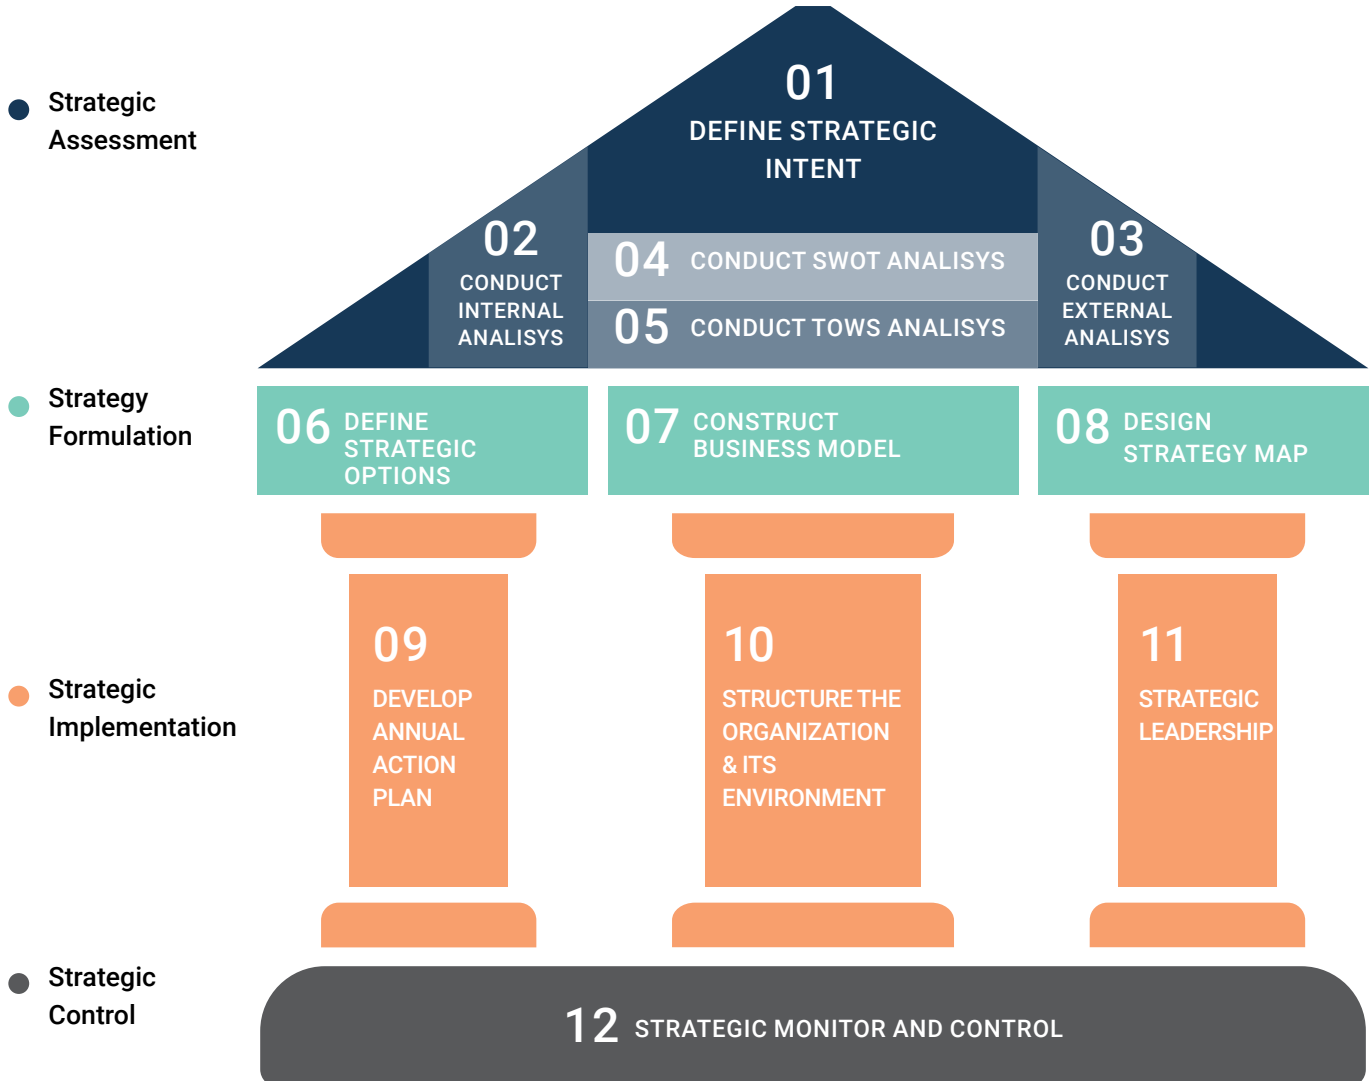 Strategic
Assessment
01
DEFINE STRATEGIC
INTENT
02
CONDUCT
INTERNAL
ANALISYS
03
CONDUCT
EXTERNAL
ANALISYS
04 CONDUCT SWOT ANALISYS
05 CONDUCT TOWS ANALISYS
Strategy
Formulation
06 DEFINE
STRATEGIC
OPTIONS
07 CONSTRUCT
BUSINESS MODEL
08 DESIGN
STRATEGY MAP
Strategic
Implementation
09
DEVELOP
ANNUAL
ACTION
PLAN
10
STRUCTURE THE
ORGANIZATION
& ITS
ENVIRONMENT
11
STRATEGIC
LEADERSHIP
Strategic
Control
12 STRATEGIC MONITOR AND CONTROL